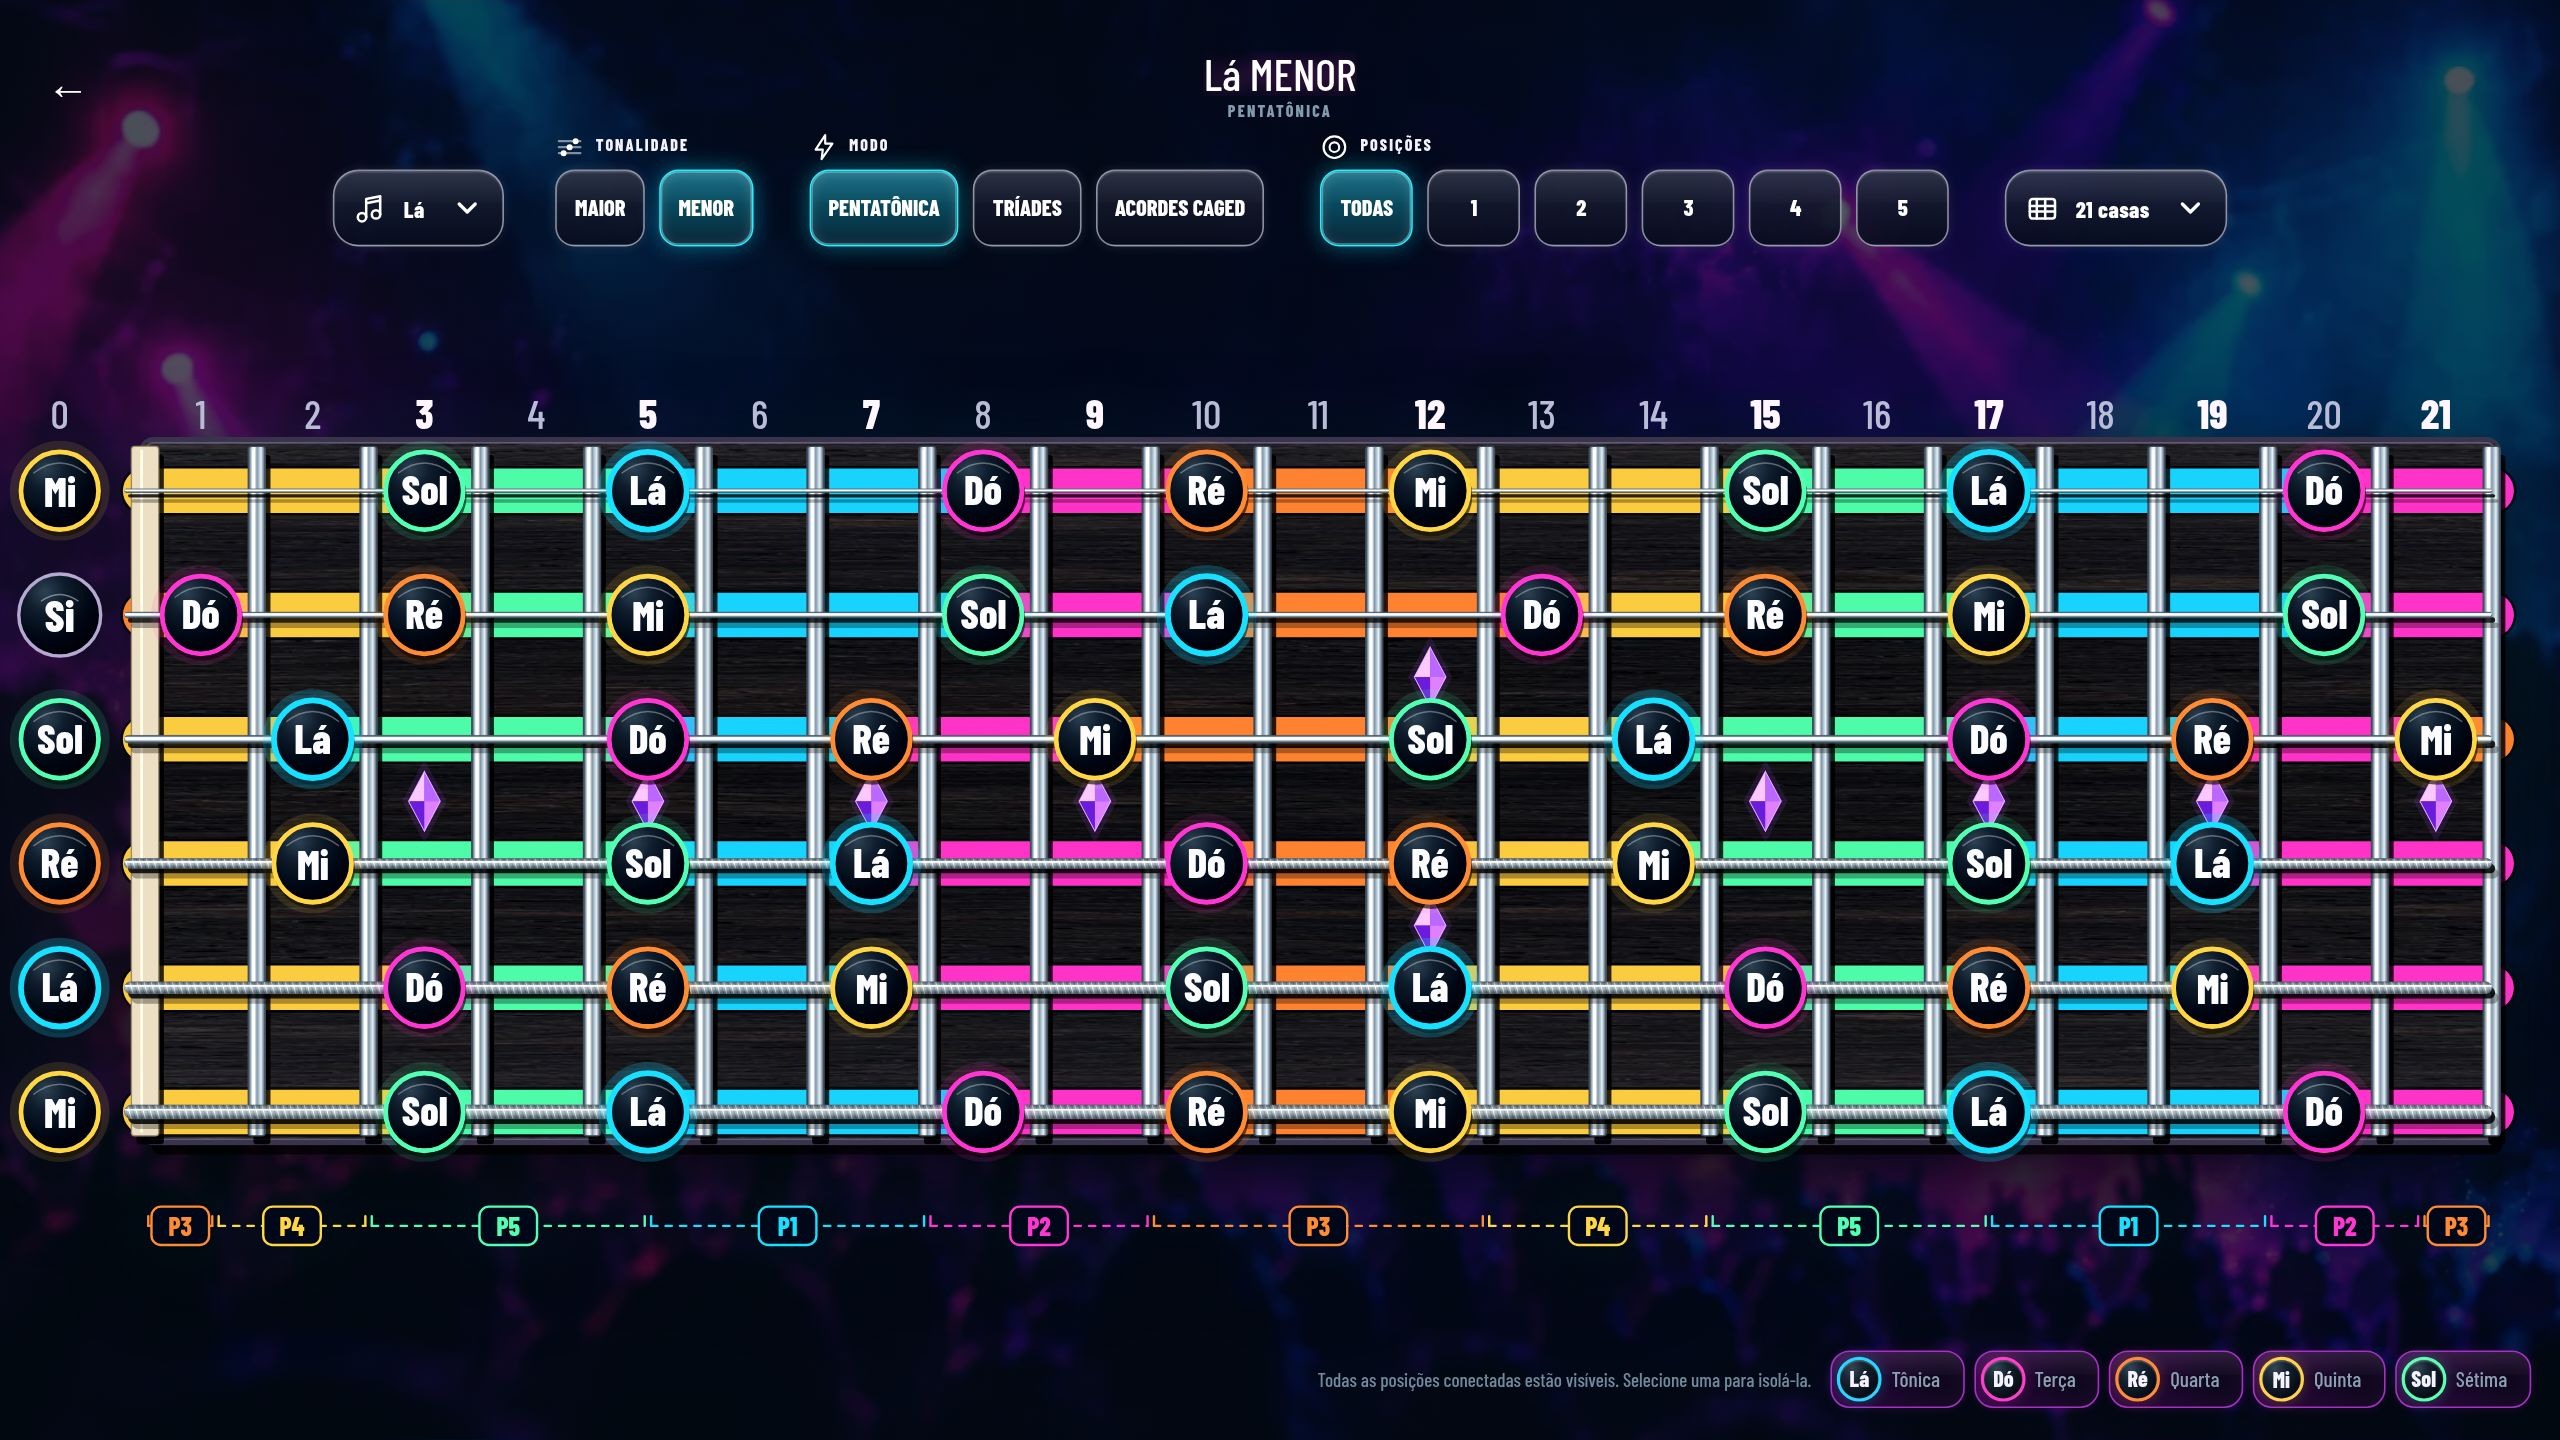 ←
Lá MENOR
PENTATÔNICA
TONALIDADE MODO POSIÇÕES
Lá MAIOR MENOR PENTATÔNICA TRÍADES ACORDES CAGED TODAS 1 2 3 4 5 21 casas
0 1 2 3 4 5 6 7 8 9 10 11 12 13 14 15 16 17 18 19 20 21
Mi Sol Lá Dó Ré Mi Sol Lá Dó
Si Dó Ré Mi Sol Lá Dó Ré Mi Sol
Sol Lá Dó Ré Mi Sol Lá Dó Ré Mi
Ré Mi Sol Lá Dó Ré Mi Sol Lá
Lá Dó Ré Mi Sol Lá Dó Ré Mi
Mi Sol Lá Dó Ré Mi Sol Lá Dó
P3 P4 P5 P1 P2 P3 P4 P5 P1 P2 P3
Todas as posições conectadas estão visíveis. Selecione uma para isolá-la. Lá Tônica Dó Terça Ré Quarta Mi Quinta Sol Sétima